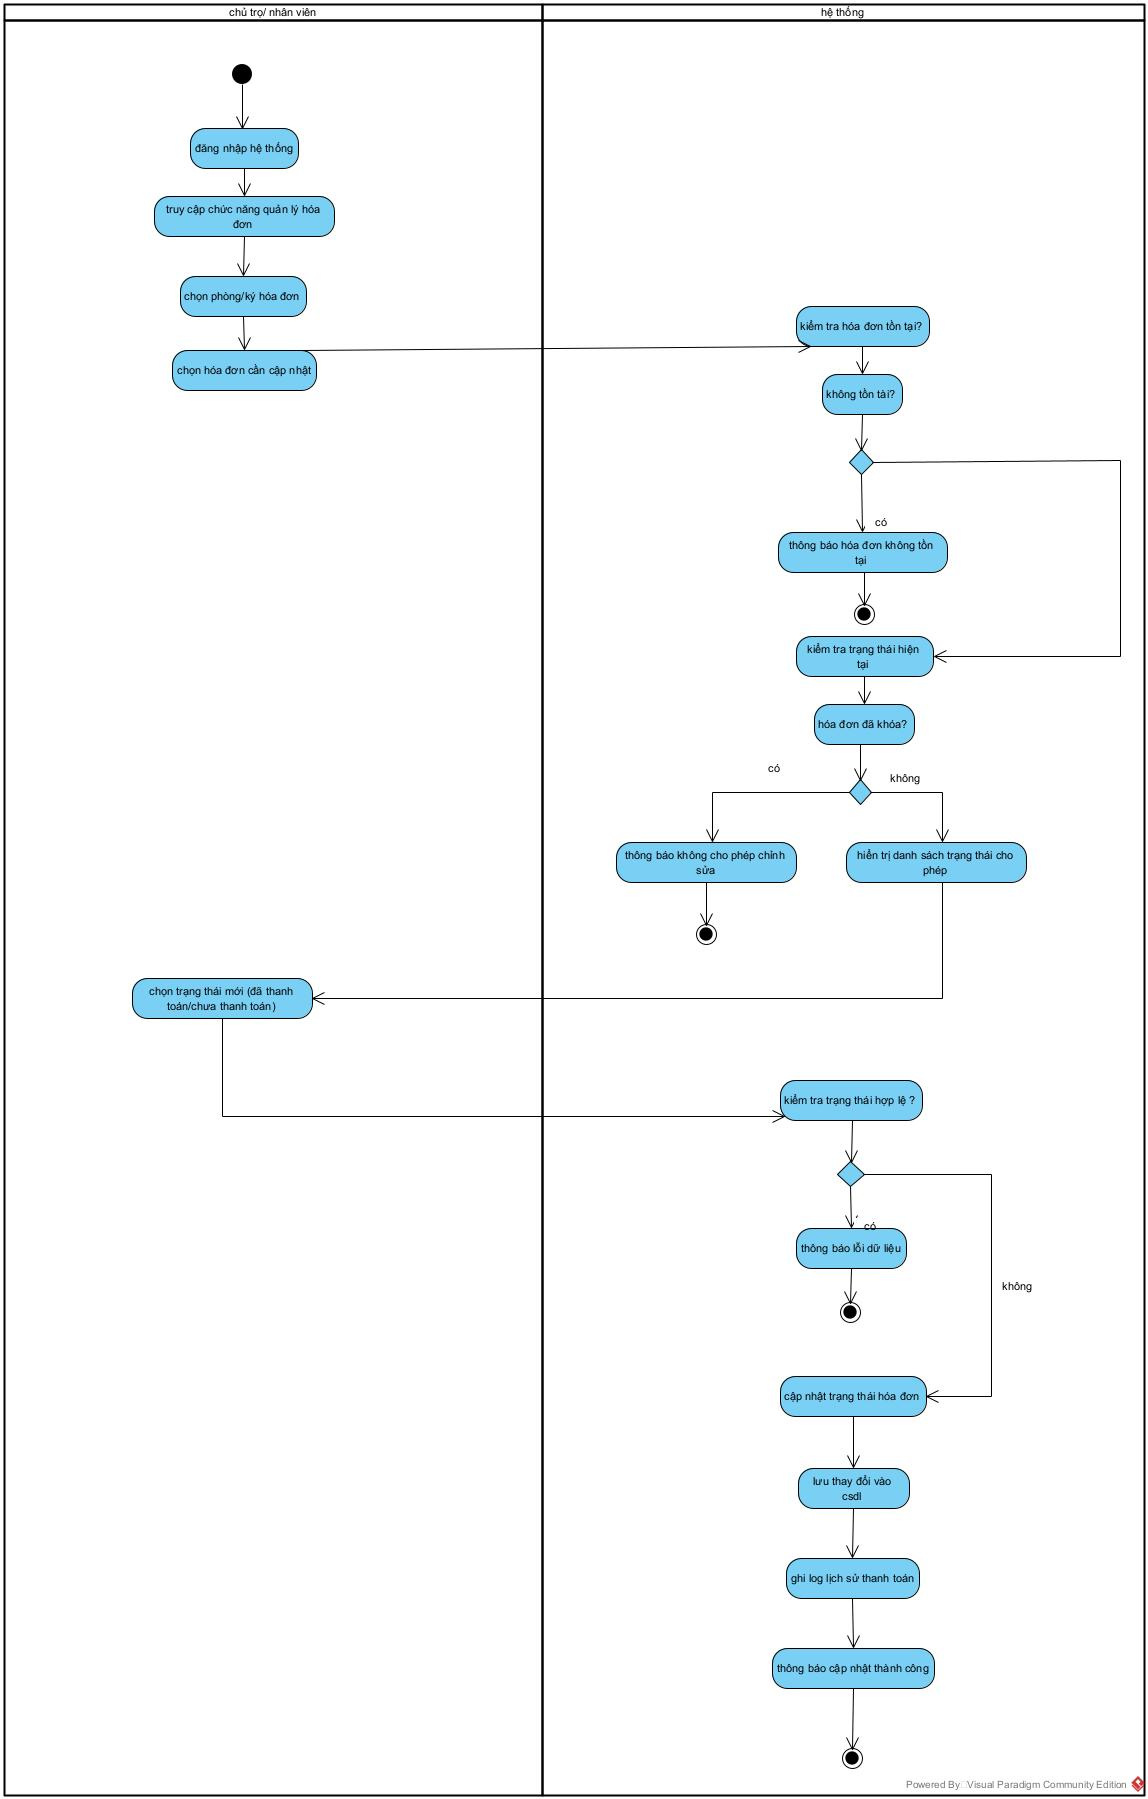 chủ trọ/ nhân viên
hệ thống
đăng nhập hệ thống
truy cập chức năng quản lý hóa
đơn
chọn phòng/ký hóa đơn
chọn hóa đơn cần cập nhật
kiểm tra hóa đơn tồn tại?
không tồn tài?
có
thông báo hóa đơn không tồn
tại
kiểm tra trạng thái hiện
tại
hóa đơn đã khóa?
có
không
thông báo không cho phép chỉnh
sửa
hiển trị danh sách trạng thái cho
phép
chọn trạng thái mới (đã thanh
toán/chưa thanh toán)
kiểm tra trạng thái hợp lệ ?
có
thông báo lỗi dữ liệu
không
cập nhật trạng thái hóa đơn
lưu thay đổi vào
csdl
ghi log lịch sử thanh toán
thông báo cập nhật thành công
Powered By Visual Paradigm Community Edition